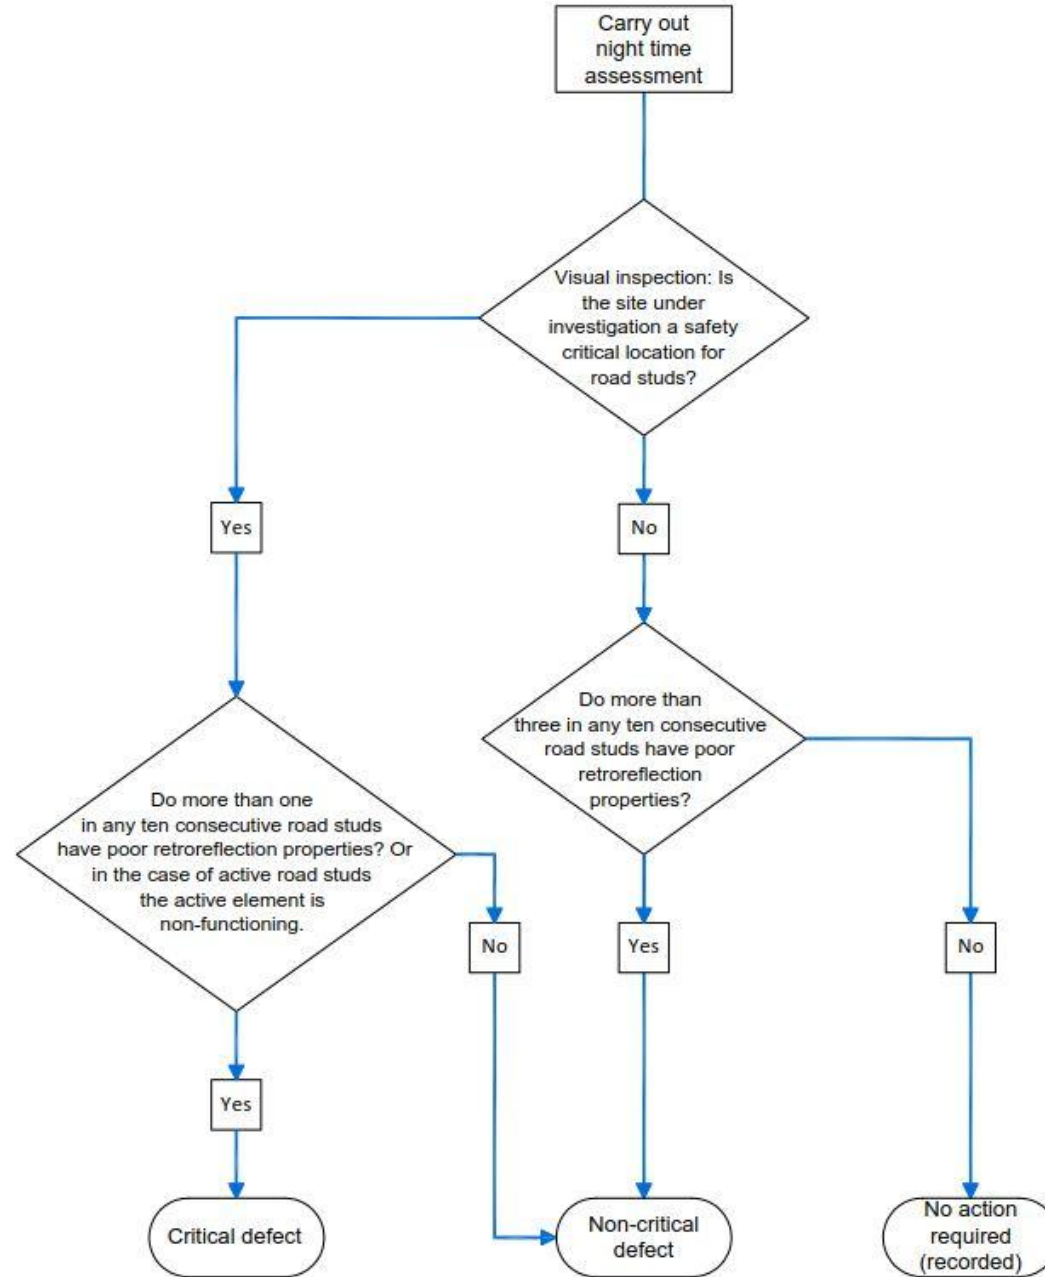 Carry out
night time
assessment
Visual inspection: Is
the site under
investigation a safety
critical location for
road studs?
Yes
No
Do more than
three in any ten consecutive
road studs have poor
retroreflection
properties?
Do more than one
in any ten consecutive road studs
have poor retroreflection properties? Or
in the case of active road studs
the active element is
non-functioning.
No
Yes
No
Yes
Critical defect
Non-critical
defect
No action
required
(recorded)